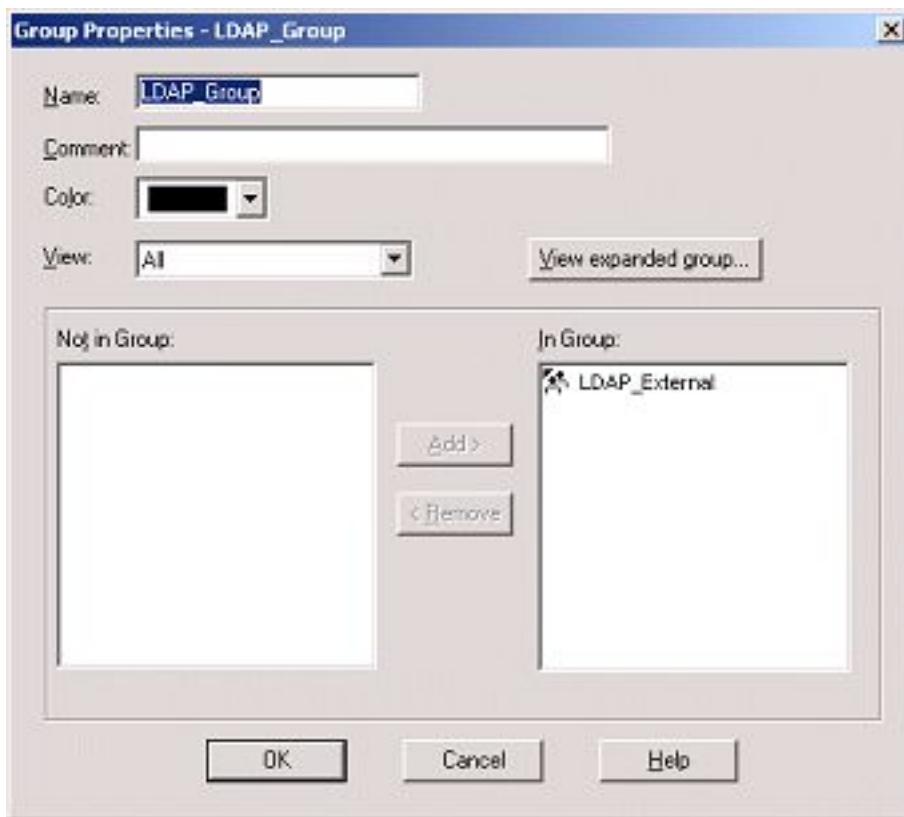 Group Properties - LDAP_Group
Name: LDAP_Group
Comment:
Color:
View: All
View expanded group...
Not in Group:
In Group:
LDAP_External
Add >
< Remove
OK Cancel Help